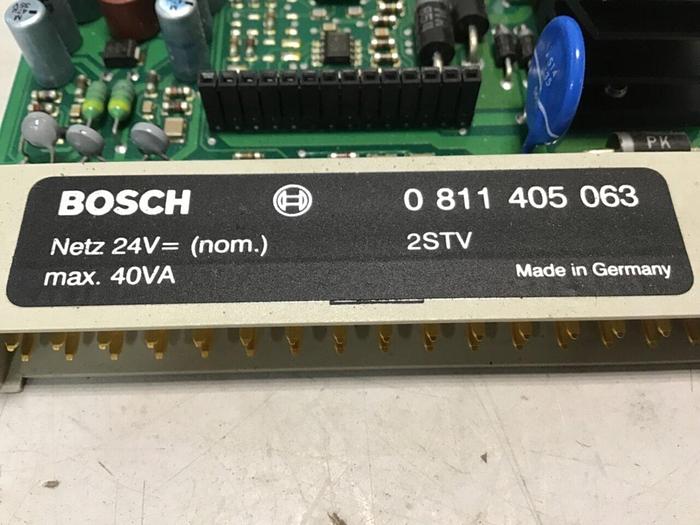 PK
BOSCH 0 811 405 063
Netz 24V= (nom.) 2STV
max. 40VA Made in Germany